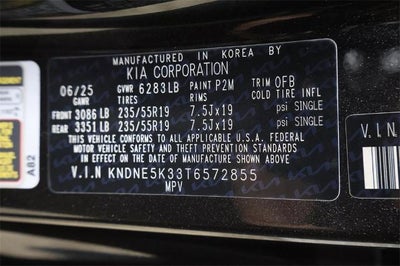 MANUFACTURED IN KOREA BY
KIA CORPORATION
06/25 GVWR 6283LB PAINT P2M TRIM OFB
GAWR TIRES RIMS COLD TIRE INFL
FRONT 3086 LB 235/55R19 7.5Jx19 psi SINGLE
REAR 3351 LB 235/55R19 7.5Jx19 psi SINGLE
THIS VEHICLE CONFORMS TO ALL APPLICABLE U.S.A. FEDERAL
MOTOR VEHICLE SAFETY AND THEFT PREVENTION STANDARDS
IN EFFECT ON THE DATE OF MANUFACTURE SHOWN ABOVE
V.I.N KNDNE5K33T6572855
MPV
A82
V.I.N